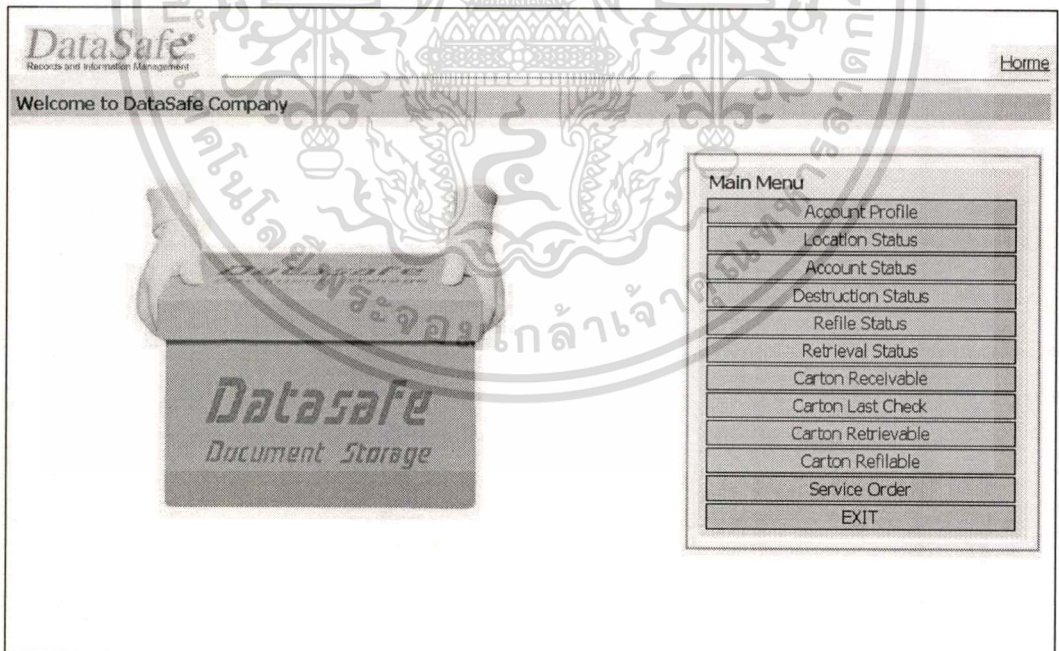 DataSafe®
Records and Information Management
Home
Welcome to DataSafe Company
Main Menu
Account Profile
Location Status
Account Status
Destruction Status
Refile Status
Retrieval Status
Carton Receivable
Carton Last Check
Carton Retrievable
Carton Refilable
Service Order
EXIT
Datasafe
Datasafe
Document Storage